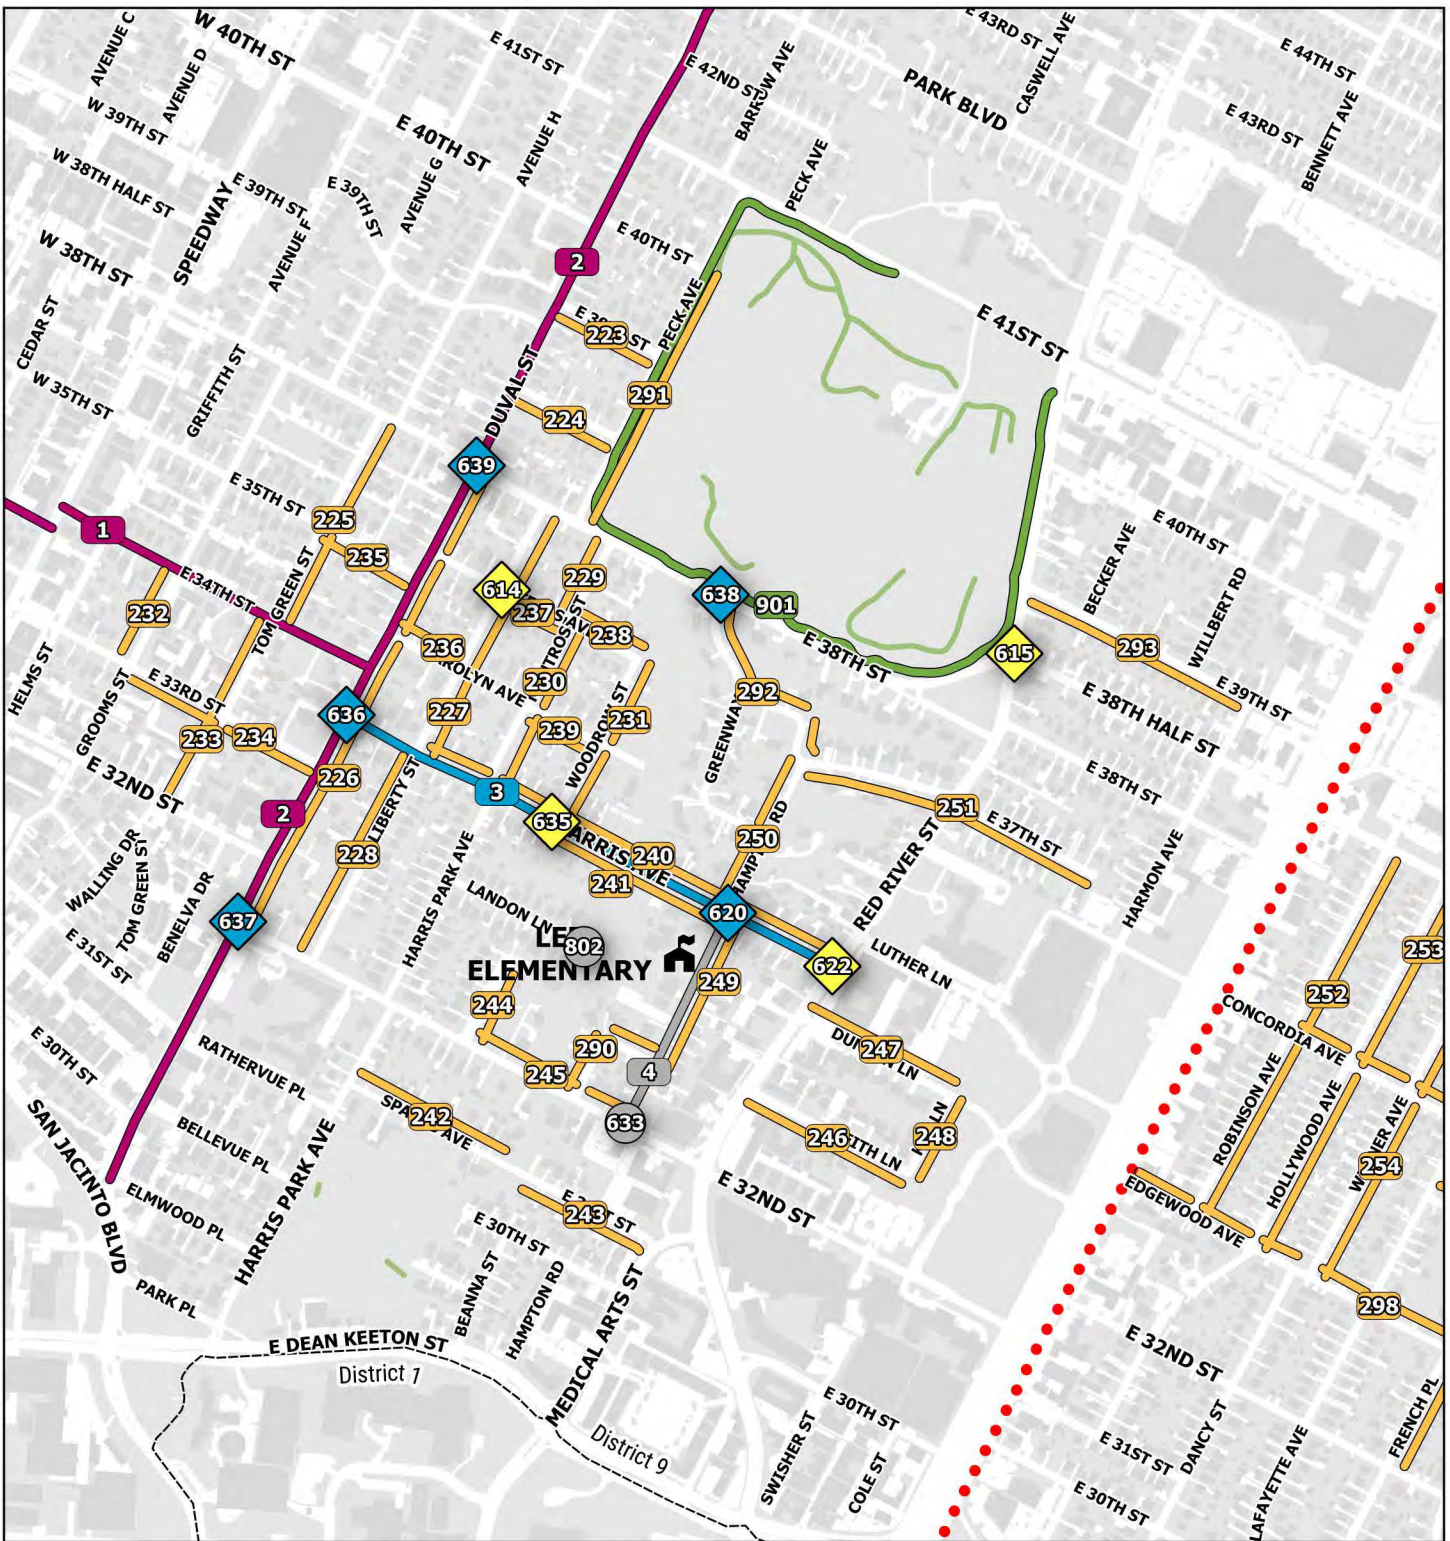 AVENUE C
W 40TH ST
E 41ST ST
E 42ND ST
BARROW AVE
E 43RD ST
CASWELL AVE
E 44TH ST
AVENUE D
PARK BLVD
W 39TH ST
E 40TH ST
AVENUE H
E 43RD ST
BENNETT AVE
W 38TH HALF ST
SPEEDWAY
E 39TH ST
E 39TH ST
AVENUE G
PECK AVE
W 38TH ST
AVENUE F
2
E 40TH ST
CEDAR ST
PECK AVE
223
E 41ST ST
W 35TH ST
GRIFFITH ST
DUVAL ST
291
224
639
E 35TH ST
225
1
235
E 34TH ST
TOM GREEN ST
614
229
237
238
638
901
E 40TH ST
BECKER AVE
WILLBERT RD
232
236
E 38TH ST
615
293
HELMS ST
E 33RD ST
GROOMS ST
230
292
E 39TH ST
636
227
231
E 38TH HALF ST
233
234
239
WOODROW ST
E 32ND ST
226
LIBERTY ST
3
E 38TH ST
2
635
251
E 37TH ST
WALLING DR
TOM GREEN ST
228
240
241
250
RED RIVER ST
HARMON AVE
BENELVA DR
HARRIS PARK AVE
LANDON LN
637
620
E 31ST ST
802
ELEMENTARY
622
LUTHER LN
253
249
252
244
CONCORDIA AVE
E 30TH ST
RATHERVUE PL
290
247
245
4
ROBINSON AVE
HOLLYWOOD AVE
SAN JACINTO BLVD
BELLEVUE PL
242
633
246
248
254
HARRIS PARK AVE
ELMWOOD PL
E 32ND ST
EDGEWOOD AVE
243
E 30TH ST
PARK PL
BEANNA ST
HAMPTON RD
MEDICAL ARTS ST
298
E DEAN KEETON ST
District 1
E 32ND ST
District 9
E 30TH ST
SWISHER ST
COLE ST
E 31ST ST
DANCY ST
FRENCH PL
E 30TH ST
LAFAYETTE AVE